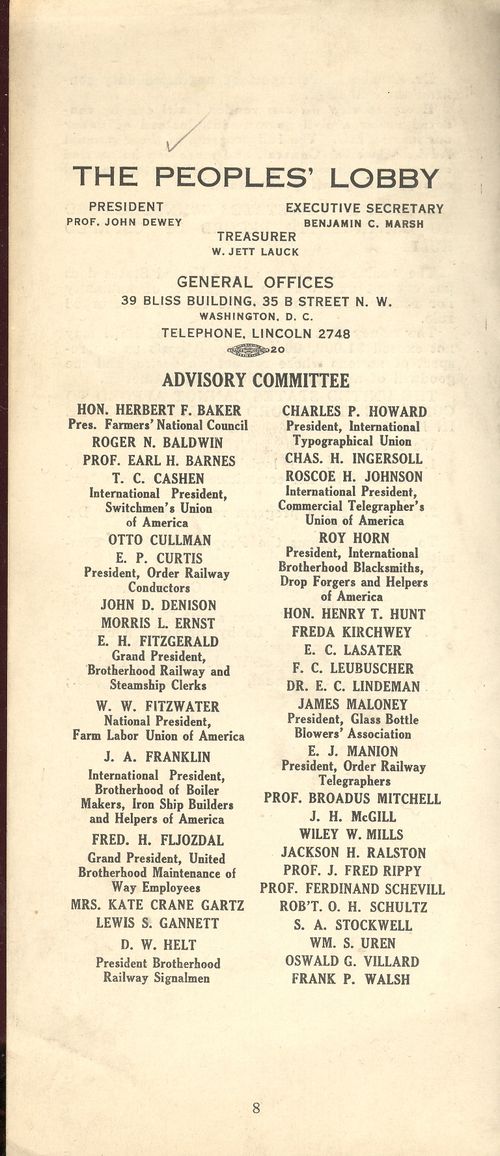 THE PEOPLES' LOBBY
PRESIDENT
PROF. JOHN DEWEY
EXECUTIVE SECRETARY
BENJAMIN C. MARSH
TREASURER
W. JETT LAUCK
GENERAL OFFICES
39 BLISS BUILDING, 35 B STREET N. W.
WASHINGTON, D. C.
TELEPHONE, LINCOLN 2748
20
ADVISORY COMMITTEE
HON. HERBERT F. BAKER
Pres. Farmers' National Council
ROGER N. BALDWIN
PROF. EARL H. BARNES
T. C. CASHEN
International President,
Switchmen's Union
of America
OTTO CULLMAN
E. P. CURTIS
President, Order Railway
Conductors
JOHN D. DENISON
MORRIS L. ERNST
E. H. FITZGERALD
Grand President,
Brotherhood Railway and
Steamship Clerks
W. W. FITZWATER
National President,
Farm Labor Union of America
J. A. FRANKLIN
International President,
Brotherhood of Boiler
Makers, Iron Ship Builders
and Helpers of America
FRED. H. FLJOZDAL
Grand President, United
Brotherhood Maintenance of
Way Employees
MRS. KATE CRANE GARTZ
LEWIS S. GANNETT
D. W. HELT
President Brotherhood
Railway Signalmen
CHARLES P. HOWARD
President, International
Typographical Union
CHAS. H. INGERSOLL
ROSCOE H. JOHNSON
International President,
Commercial Telegrapher's
Union of America
ROY HORN
President, International
Brotherhood Blacksmiths,
Drop Forgers and Helpers
of America
HON. HENRY T. HUNT
FREDA KIRCHWEY
E. C. LASATER
F. C. LEUBUSCHER
DR. E. C. LINDEMAN
JAMES MALONEY
President, Glass Bottle
Blowers' Association
E. J. MANION
President, Order Railway
Telegraphers
PROF. BROADUS MITCHELL
J. H. McGILL
WILEY W. MILLS
JACKSON H. RALSTON
PROF. J. FRED RIPPY
PROF. FERDINAND SCHEVILL
ROB'T. O. H. SCHULTZ
S. A. STOCKWELL
WM. S. UREN
OSWALD G. VILLARD
FRANK P. WALSH
8